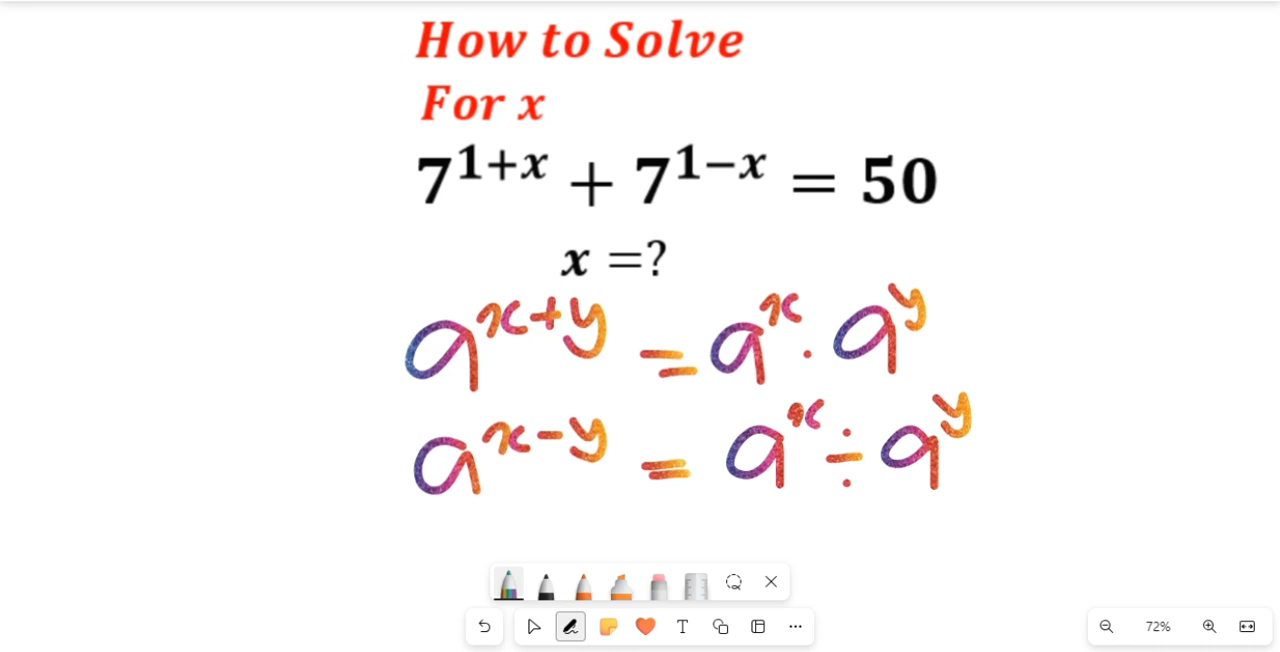 How to Solve
For x
7^{1+x} + 7^{1−x} = 50
x =?
a^{x+y} = a^x . a^y
a^{x-y} = a^x ÷ a^y
T
72%